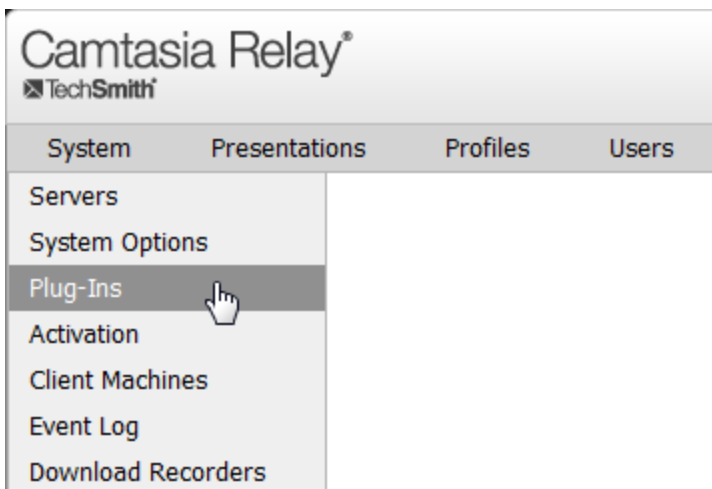 Camtasia Relay®
TechSmith®
System Presentations Profiles Users
Servers
System Options
Plug-Ins
Activation
Client Machines
Event Log
Download Recorders